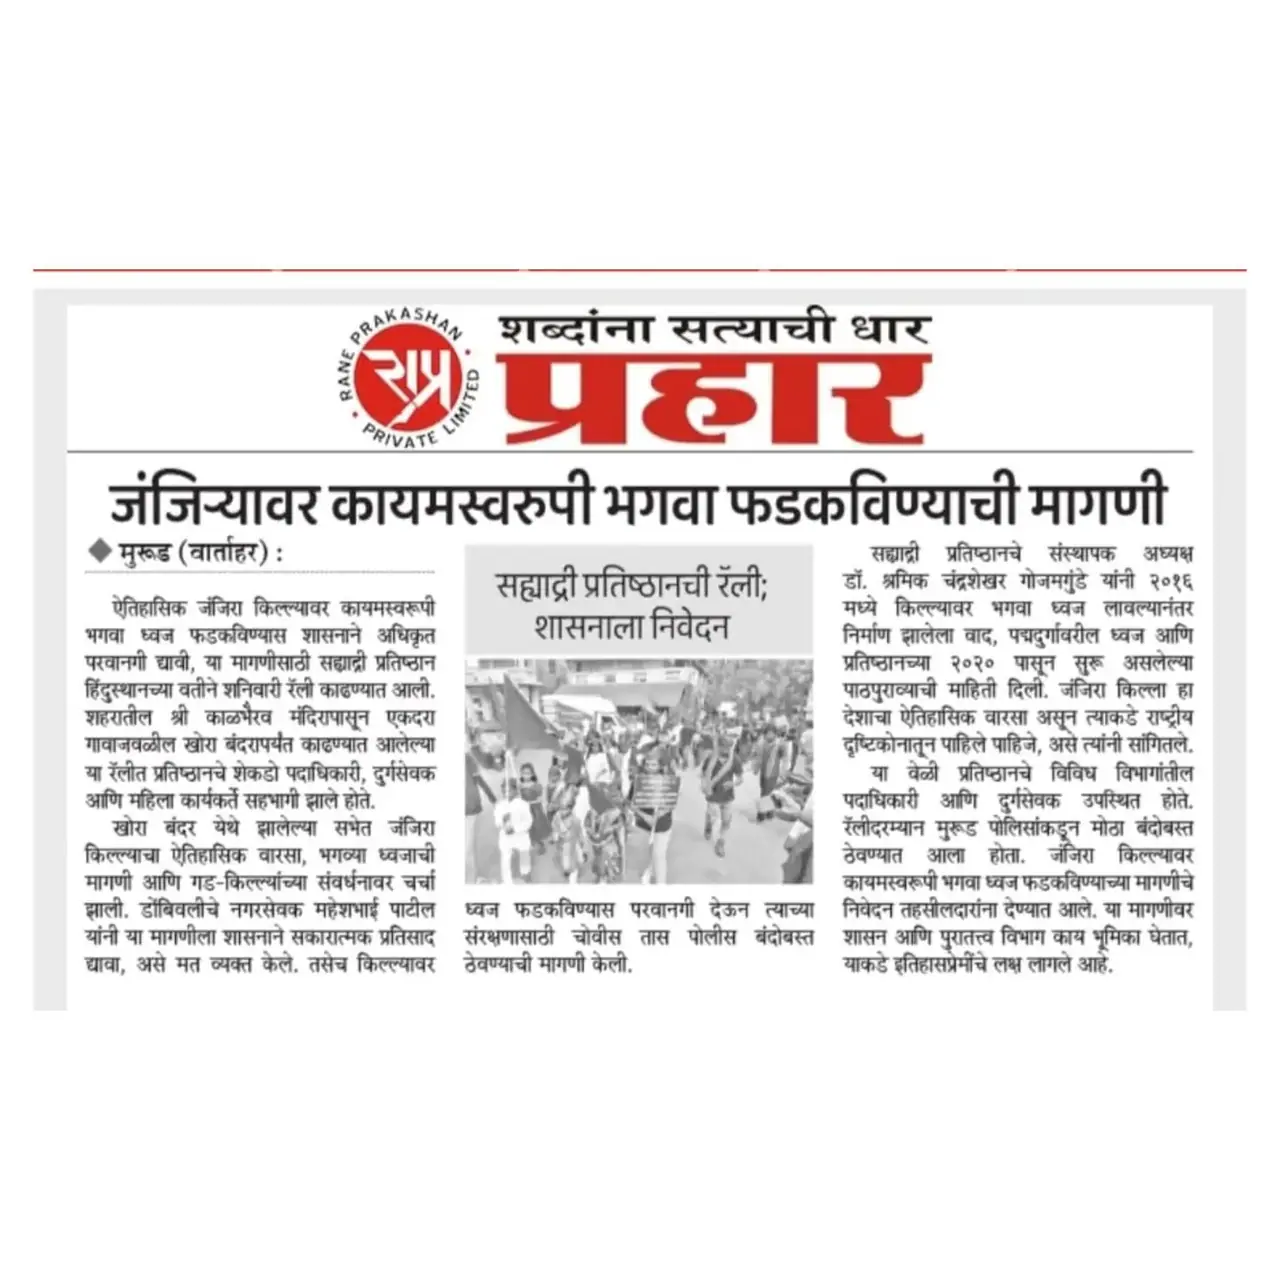 RANE PRAKASHAN
PRIVATE LIMITED
राप्र
शब्दांना सत्याची धार
प्रहार
जंजिऱ्यावर कायमस्वरुपी भगवा फडकविण्याची मागणी
◆ मुरूड (वार्ताहर) :
ऐतिहासिक जंजिरा किल्ल्यावर कायमस्वरूपी
भगवा ध्वज फडकविण्यास शासनाने अधिकृत
परवानगी द्यावी, या मागणीसाठी सह्याद्री प्रतिष्ठान
हिंदुस्थानच्या वतीने शनिवारी रॅली काढण्यात आली.
शहरातील श्री काळभैरव मंदिरापासून एकदरा
गावाजवळील खोरा बंदरापर्यंत काढण्यात आलेल्या
या रॅलीत प्रतिष्ठानचे शेकडो पदाधिकारी, दुर्गसेवक
आणि महिला कार्यकर्ते सहभागी झाले होते.
खोरा बंदर येथे झालेल्या सभेत जंजिरा
किल्ल्याचा ऐतिहासिक वारसा, भगव्या ध्वजाची
मागणी आणि गड-किल्ल्यांच्या संवर्धनावर चर्चा
झाली. डोंबिवलीचे नगरसेवक महेशभाई पाटील
यांनी या मागणीला शासनाने सकारात्मक प्रतिसाद
द्यावा, असे मत व्यक्त केले. तसेच किल्ल्यावर
सह्याद्री प्रतिष्ठानची रॅली;
शासनाला निवेदन
ध्वज फडकविण्यास परवानगी देऊन त्याच्या
संरक्षणासाठी चोवीस तास पोलीस बंदोबस्त
ठेवण्याची मागणी केली.
सह्याद्री प्रतिष्ठानचे संस्थापक अध्यक्ष
डॉ. श्रमिक चंद्रशेखर गोजमगुंडे यांनी २०१६
मध्ये किल्ल्यावर भगवा ध्वज लावल्यानंतर
निर्माण झालेला वाद, पद्मदुर्गावरील ध्वज आणि
प्रतिष्ठानच्या २०२० पासून सुरू असलेल्या
पाठपुराव्याची माहिती दिली. जंजिरा किल्ला हा
देशाचा ऐतिहासिक वारसा असून त्याकडे राष्ट्रीय
दृष्टिकोनातून पाहिले पाहिजे, असे त्यांनी सांगितले.
या वेळी प्रतिष्ठानचे विविध विभागांतील
पदाधिकारी आणि दुर्गसेवक उपस्थित होते.
रॅलीदरम्यान मुरूड पोलिसांकडून मोठा बंदोबस्त
ठेवण्यात आला होता. जंजिरा किल्ल्यावर
कायमस्वरूपी भगवा ध्वज फडकविण्याच्या मागणीचे
निवेदन तहसीलदारांना देण्यात आले. या मागणीवर
शासन आणि पुरातत्त्व विभाग काय भूमिका घेतात,
याकडे इतिहासप्रेमींचे लक्ष लागले आहे.